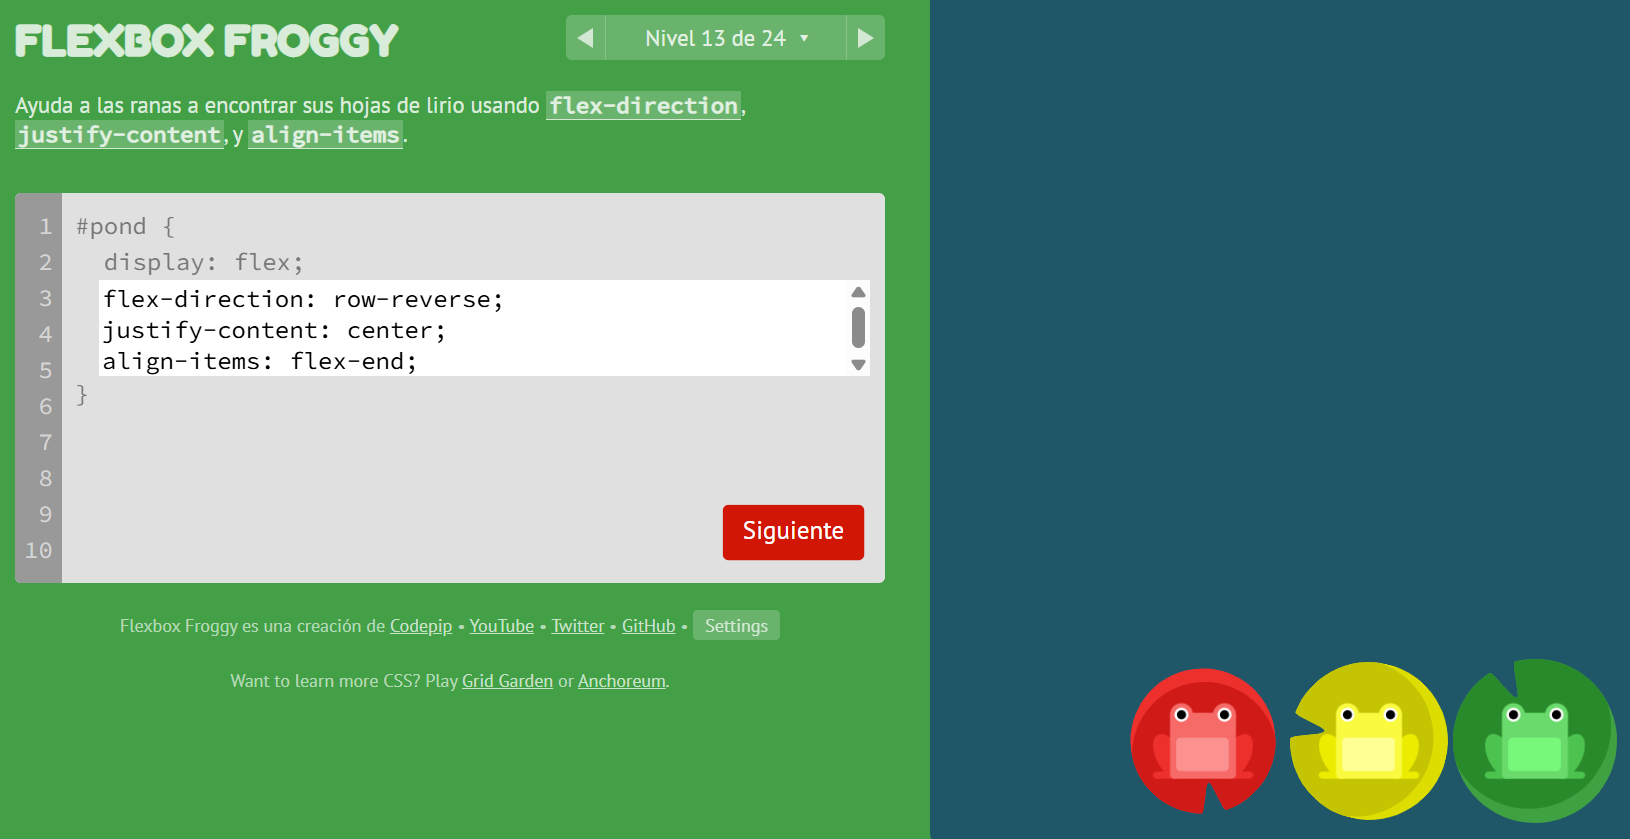 FLEXBOX FROGGY
Nivel 13 de 24 ▼
Ayuda a las ranas a encontrar sus hojas de lirio usando flex-direction,
justify-content, y align-items.
1 #pond {
2 display: flex;
3 flex-direction: row-reverse;
4 justify-content: center;
5 align-items: flex-end;
6 }
7
8
9
10
Siguiente
Flexbox Froggy es una creación de Codepip • YouTube • Twitter • GitHub • Settings
Want to learn more CSS? Play Grid Garden or Anchoreum.